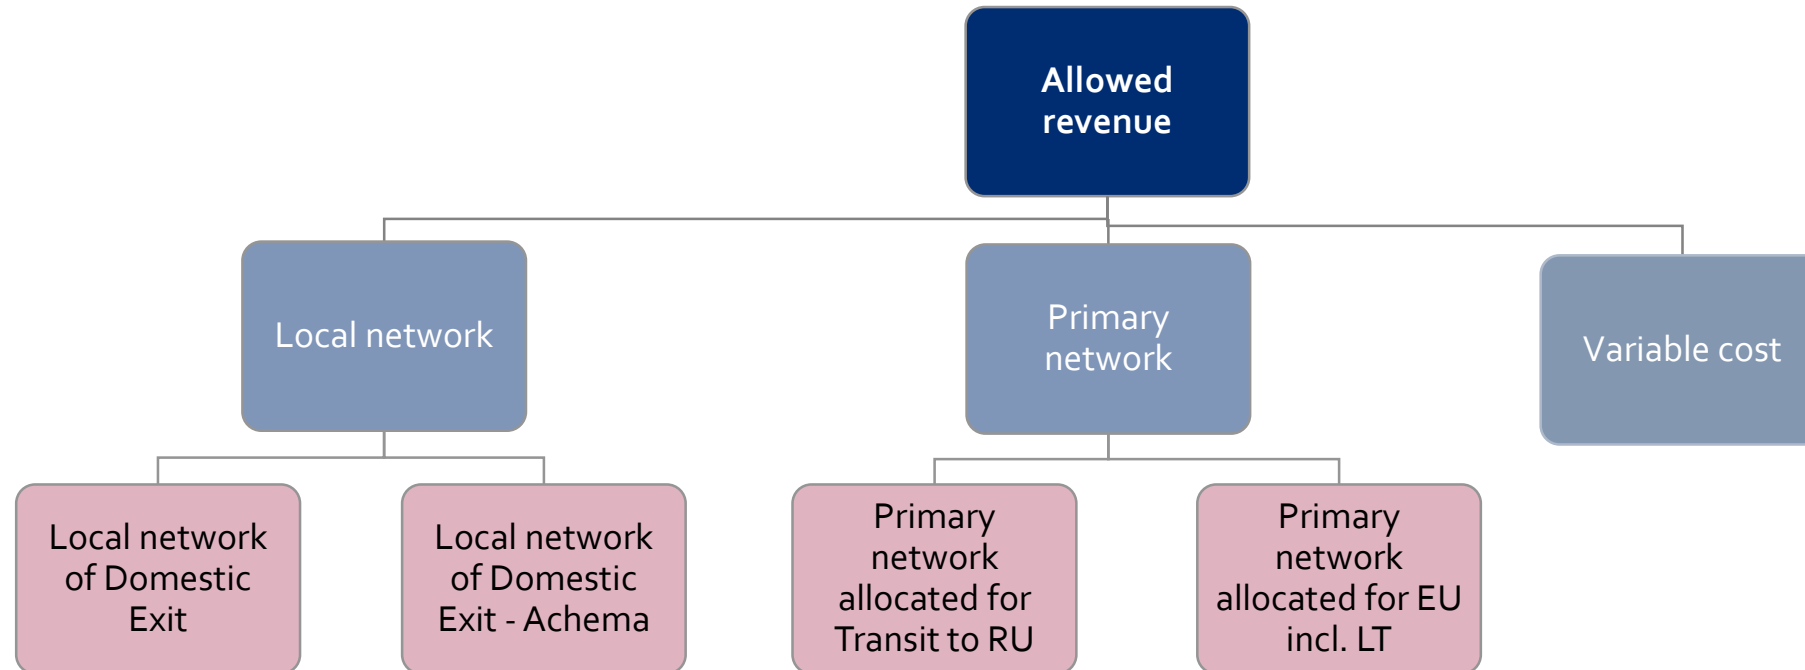 Allowed
revenue
Local network
Primary
network
Variable cost
Local network
of Domestic
Exit
Local network
of Domestic
Exit - Achema
Primary
network
allocated for
Transit to RU
Primary
network
allocated for EU
incl. LT